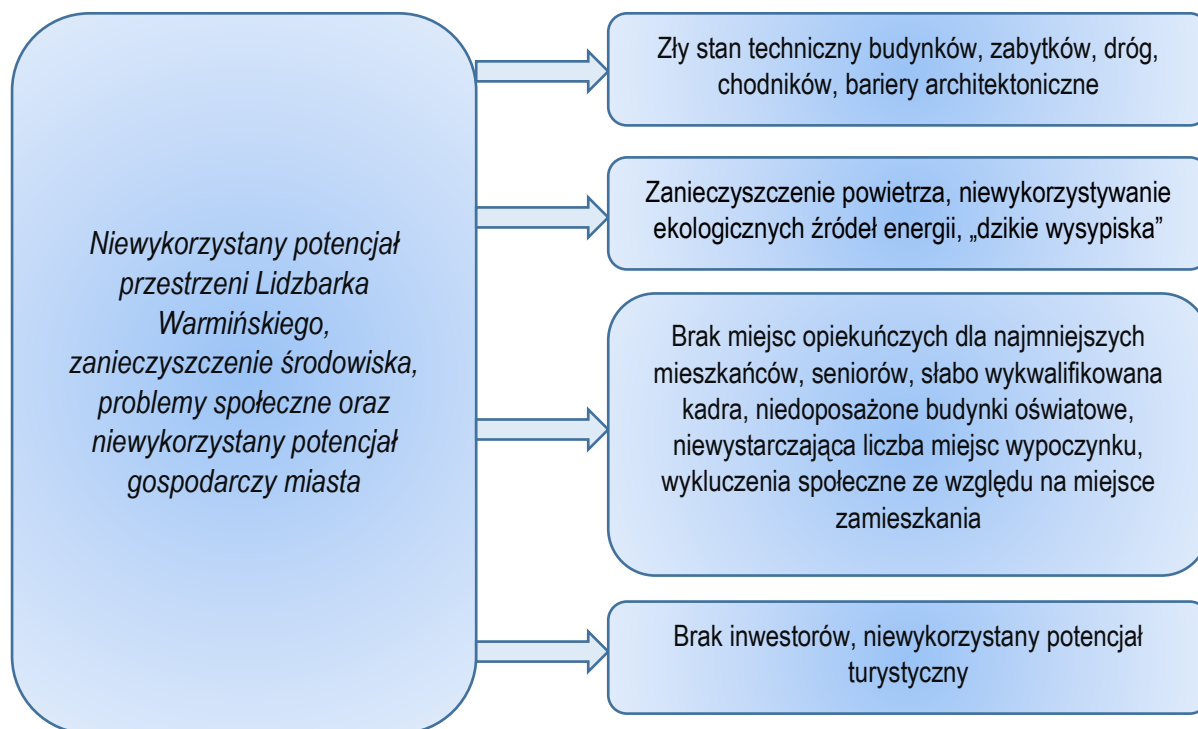 Niewykorzystany potencjał
przestrzeni Lidzbarka
Warmińskiego,
zanieczyszczenie środowiska,
problemy społeczne oraz
niewykorzystany potencjał
gospodarczy miasta
Zły stan techniczny budynków, zabytków, dróg,
chodników, bariery architektoniczne
Zanieczyszczenie powietrza, niewykorzystywanie
ekologicznych źródeł energii, „dzikie wysypiska”
Brak miejsc opiekuńczych dla najmniejszych
mieszkańców, seniorów, słabo wykwalifikowana
kadra, niedoposażone budynki oświatowe,
niewystarczająca liczba miejsc wypoczynku,
wykluczenia społeczne ze względu na miejsce
zamieszkania
Brak inwestorów, niewykorzystany potencjał
turystyczny